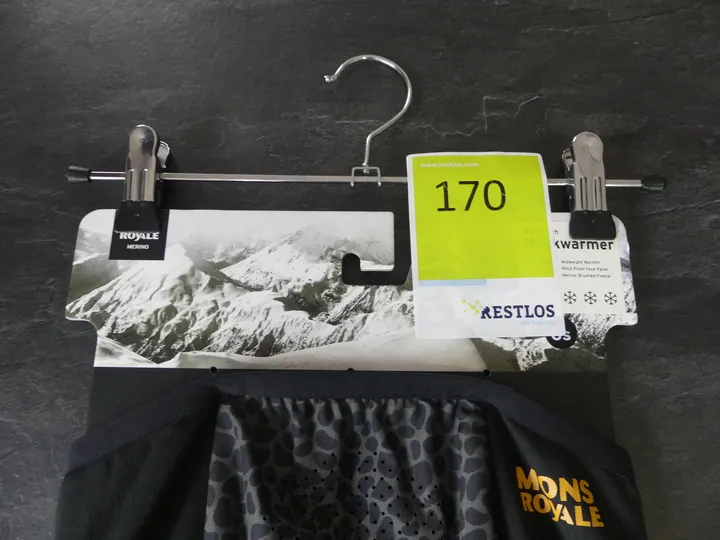 www.restlos.com
170
RESTLOS
ROYALE
MERINO
kwarmer
Midweight Warmth
Wind Proof Face Panel
Merino Brushed Fleece
OS
MONS
ROYALE